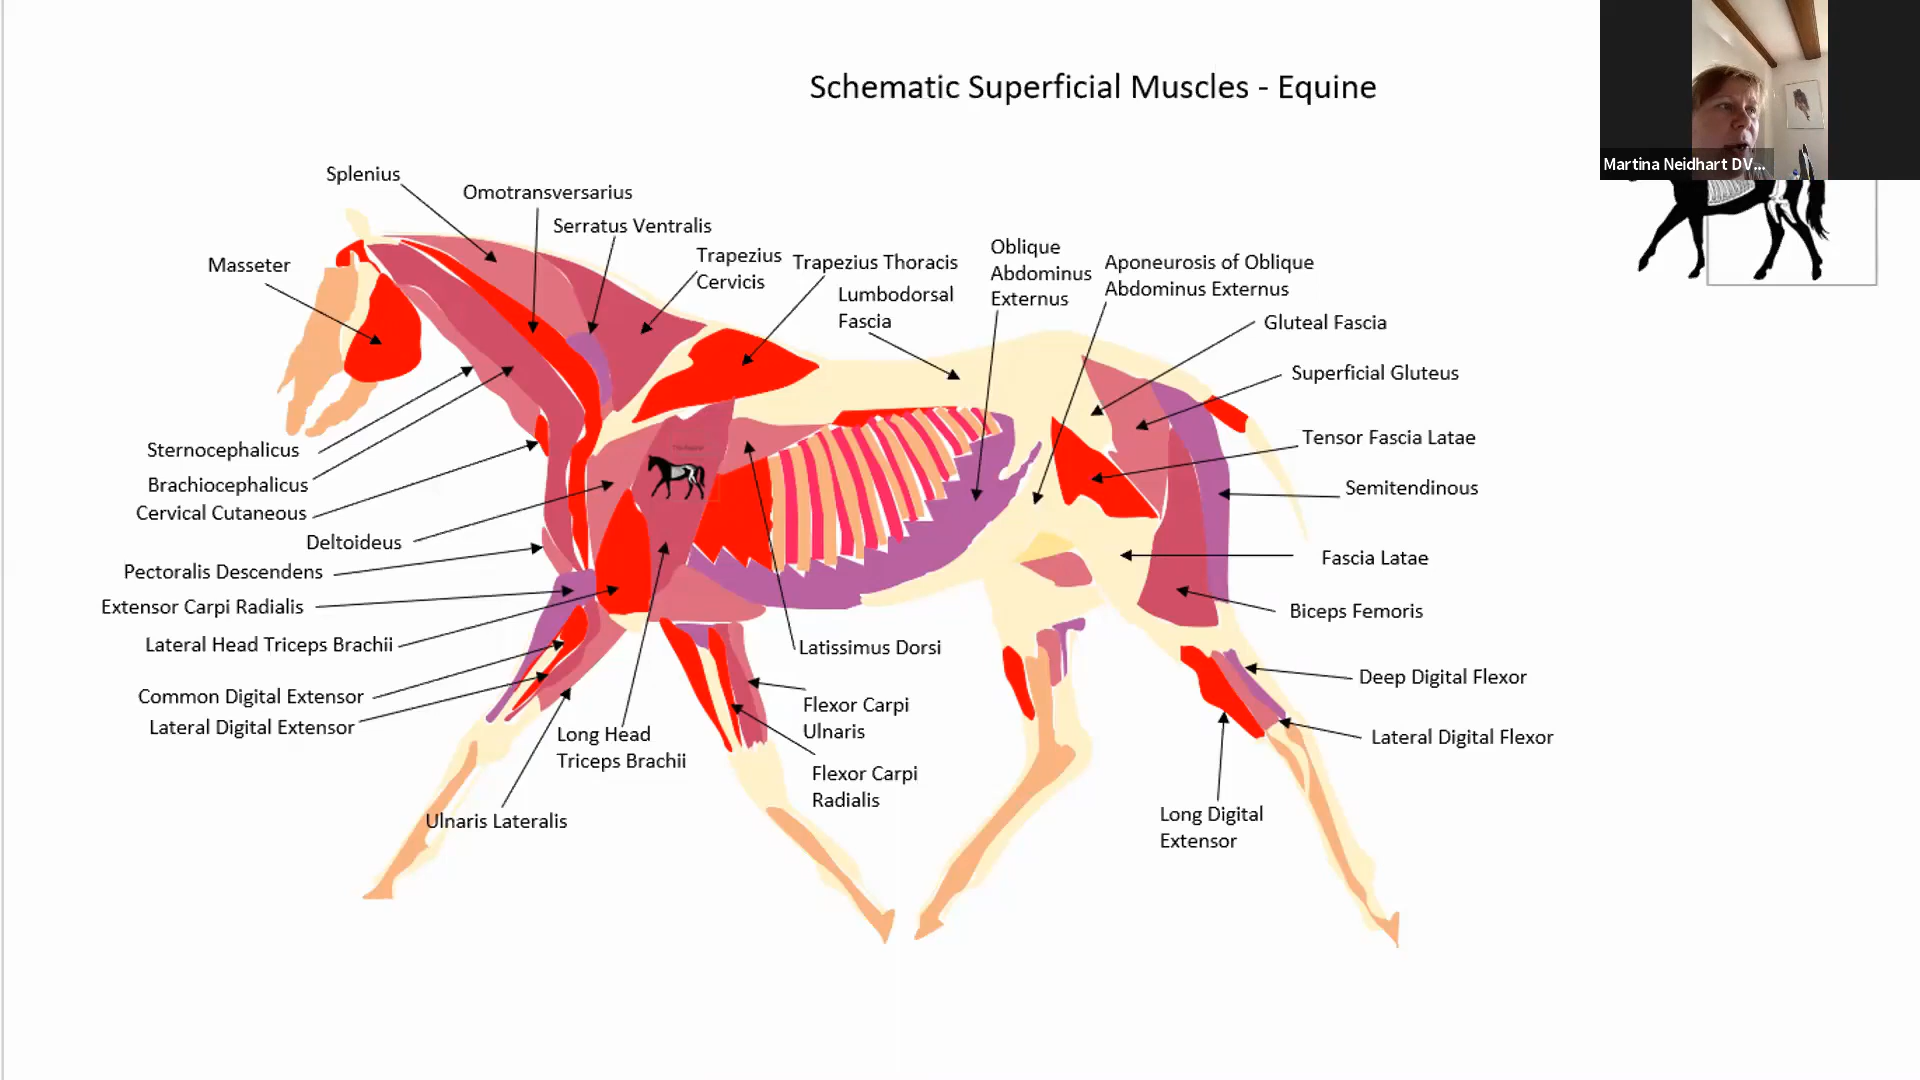 Schematic Superficial Muscles - Equine
Martina Neidhart DV...
Splenius
Omotransversarius
Serratus Ventralis
Trapezius
Cervicis
Masseter
Trapezius Thoracis
Lumbodorsal
Fascia
Oblique
Abdominus
Externus
Aponeurosis of Oblique
Abdominus Externus
Gluteal Fascia
Superficial Gluteus
Tensor Fascia Latae
Semitendinous
Fascia Latae
Biceps Femoris
Sternocephalicus
Brachiocephalicus
Cervical Cutaneous
Deltoideus
Pectoralis Descendens
Extensor Carpi Radialis
Lateral Head Triceps Brachii
Common Digital Extensor
Lateral Digital Extensor
Latissimus Dorsi
Flexor Carpi
Ulnaris
Long Head
Triceps Brachii
Flexor Carpi
Radialis
Ulnaris Lateralis
Deep Digital Flexor
Lateral Digital Flexor
Long Digital
Extensor